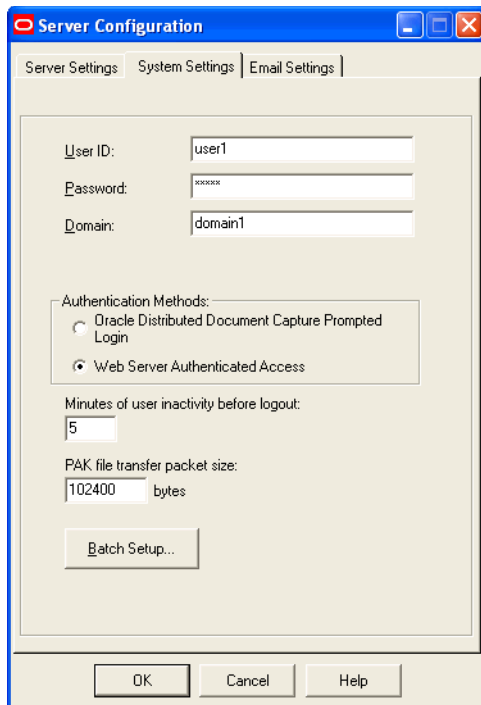 Server Configuration
Server Settings System Settings Email Settings
User ID: user1
Password: *****
Domain: domain1
Authentication Methods:
Oracle Distributed Document Capture Prompted
Login
Web Server Authenticated Access
Minutes of user inactivity before logout:
5
PAK file transfer packet size:
102400 bytes
Batch Setup...
OK Cancel Help